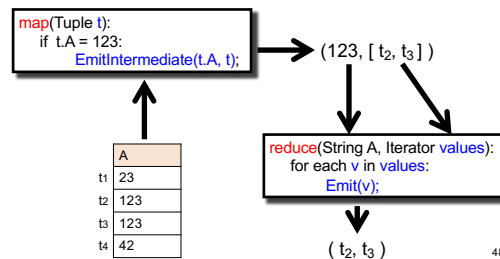 map(Tuple t):
if t.A = 123:
EmitIntermediate(t.A, t);
(123, [ t₂, t₃ ] )
reduce(String A, Iterator values):
for each v in values:
Emit(v);
( t₂, t₃ )
A
t1 23
t2 123
t3 123
t4 42